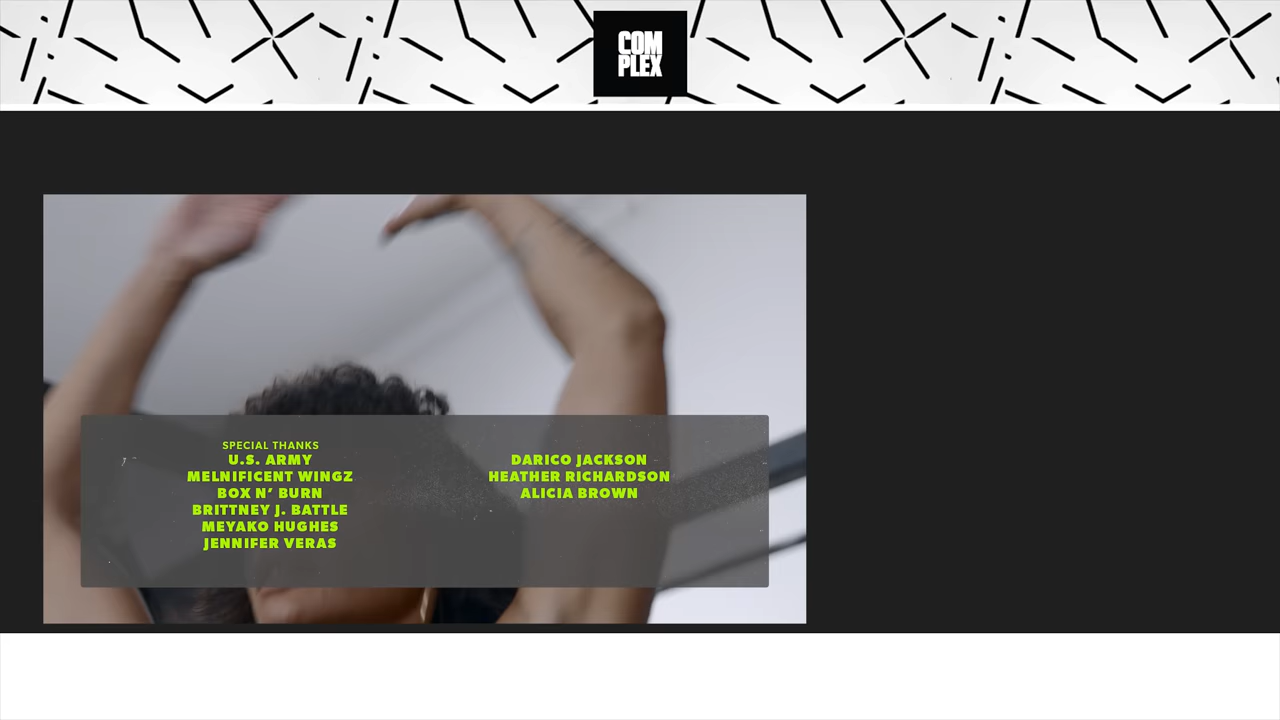 COM
PLEX
SPECIAL THANKS
U.S. ARMY
MELNIFICENT WINGZ
BOX N’ BURN
BRITTNEY J. BATTLE
MEYAKO HUGHES
JENNIFER VERAS
DARICO JACKSON
HEATHER RICHARDSON
ALICIA BROWN